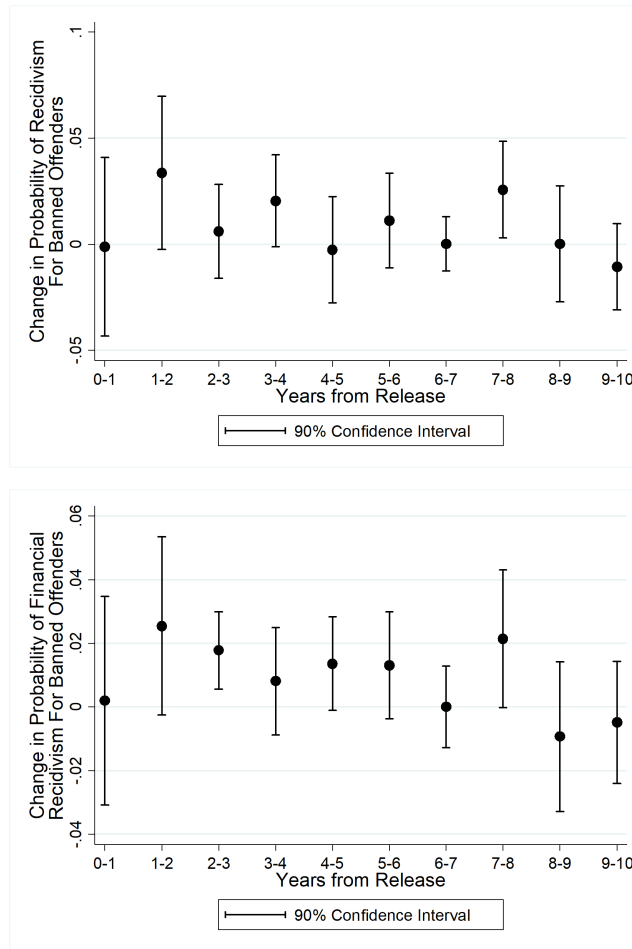 Change in Probability of Recidivism
For Banned Offenders
.1
.05
0
-.05
0-1 1-2 2-3 3-4 4-5 5-6 6-7 7-8 8-9 9-10
Years from Release
90% Confidence Interval
Change in Probability of Financial
Recidivism For Banned Offenders
.06
.04
.02
0
-.02
-.04
0-1 1-2 2-3 3-4 4-5 5-6 6-7 7-8 8-9 9-10
Years from Release
90% Confidence Interval